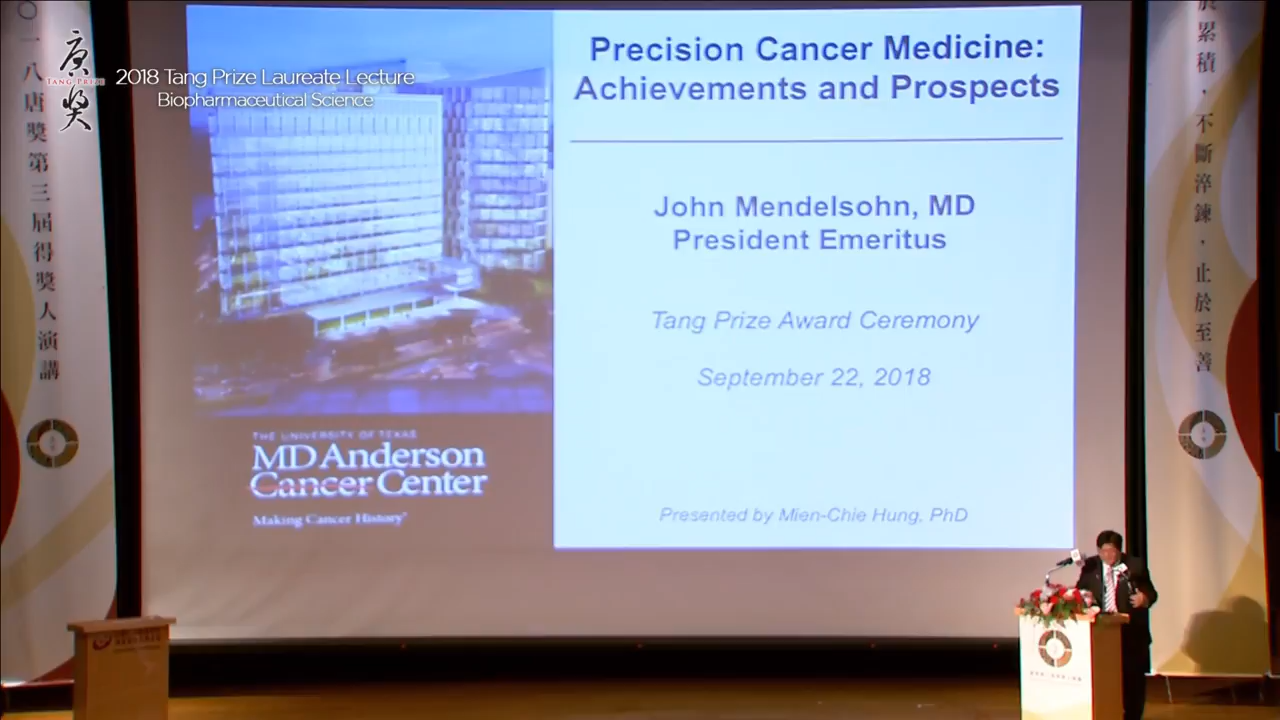 唐獎
TANG PRIZE
2018 Tang Prize Laureate Lecture
Biopharmaceutical Science
Precision Cancer Medicine:
Achievements and Prospects
John Mendelsohn, MD
President Emeritus
Tang Prize Award Ceremony
September 22, 2018
Presented by Mien-Chie Hung, PhD
THE UNIVERSITY OF TEXAS
MD Anderson
Cancer Center
Making Cancer History®
〇一八唐獎第三屆得獎人演講
於累積，不斷淬鍊，止於至善